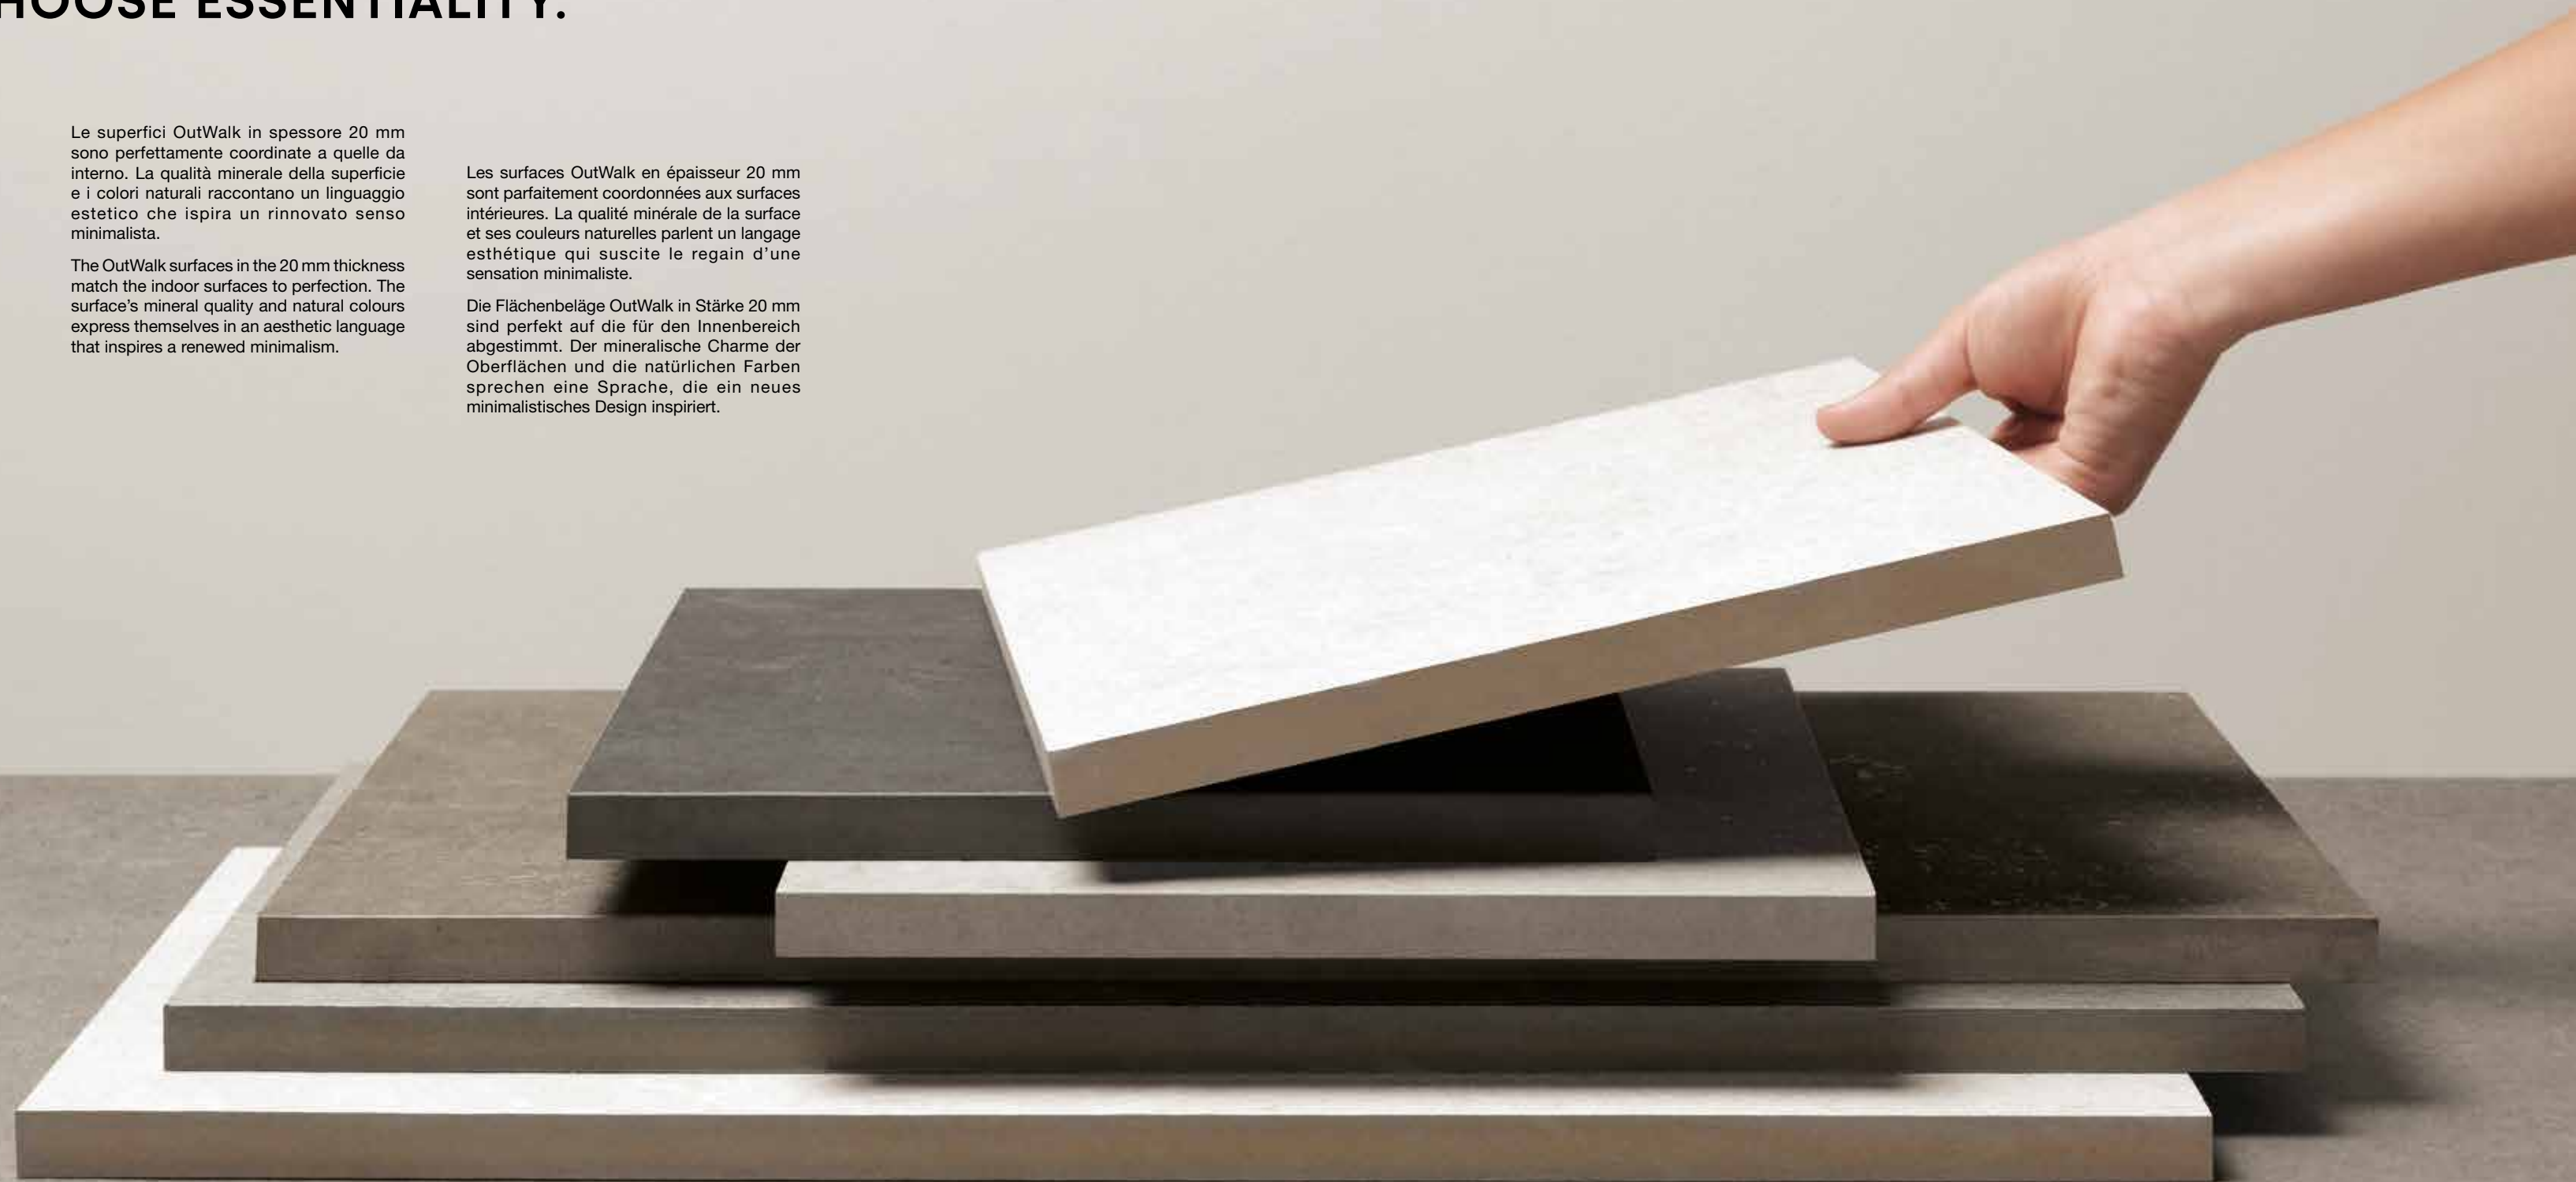 HOOSE ESSENTIALITY.
Le superfici OutWalk in spessore 20 mm
sono perfettamente coordinate a quelle da
interno. La qualità minerale della superficie
e i colori naturali raccontano un linguaggio
estetico che ispira un rinnovato senso
minimalista.
The OutWalk surfaces in the 20 mm thickness
match the indoor surfaces to perfection. The
surface’s mineral quality and natural colours
express themselves in an aesthetic language
that inspires a renewed minimalism.
Les surfaces OutWalk en épaisseur 20 mm
sont parfaitement coordonnées aux surfaces
intérieures. La qualité minérale de la surface
et ses couleurs naturelles parlent un langage
esthétique qui suscite le regain d’une
sensation minimaliste.
Die Flächenbeläge OutWalk in Stärke 20 mm
sind perfekt auf die für den Innenbereich
abgestimmt. Der mineralische Charme der
Oberflächen und die natürlichen Farben
sprechen eine Sprache, die ein neues
minimalistisches Design inspiriert.